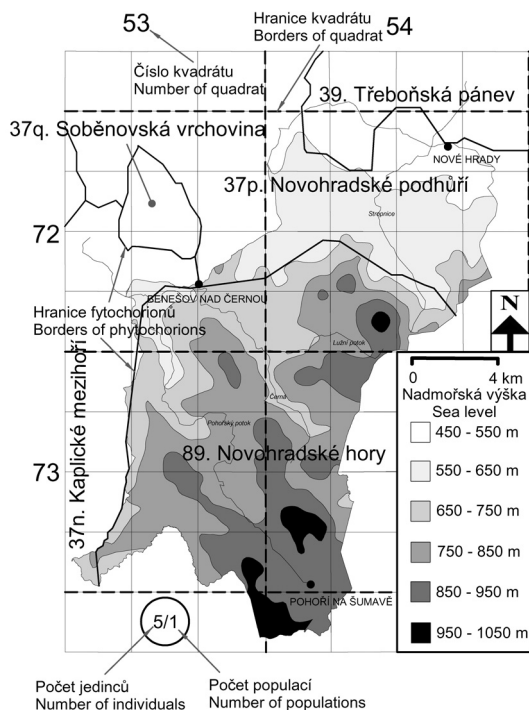 53
Hranice kvadrátu
Borders of quadrat
54
Číslo kvadrátu
Number of quadrat
39. Třeboňská pánev
37q. Soběnovská vrchovina
NOVÉ HRADY
37p. Novohradské podhůří
Stropnice
72
BENEŠOV NAD ČERNOU
Hranice fytochorionů
Borders of phytochorions
N
Lužní potok
0 4 km
Nadmořská výška
Sea level
450 - 550 m
550 - 650 m
650 - 750 m
750 - 850 m
850 - 950 m
950 - 1050 m
Černá
Pohořský potok
89. Novohradské hory
73
37n. Kaplické mezihoří
POHOŘÍ NA ŠUMAVĚ
5/1
Počet jedinců
Number of individuals
Počet populací
Number of populations